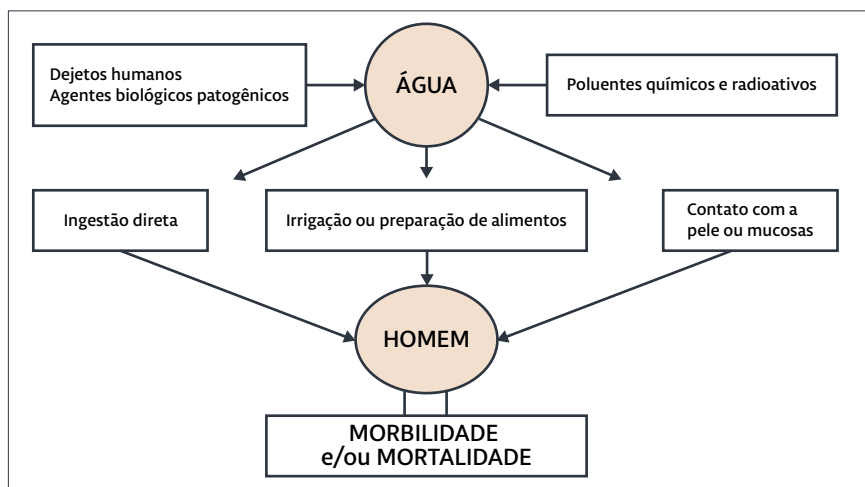 Dejetos humanos
Agentes biológicos patogênicos
ÁGUA
Poluentes químicos e radioativos
Ingestão direta
Irrigação ou preparação de alimentos
Contato com a
pele ou mucosas
HOMEM
MORBILIDADE
e/ou MORTALIDADE